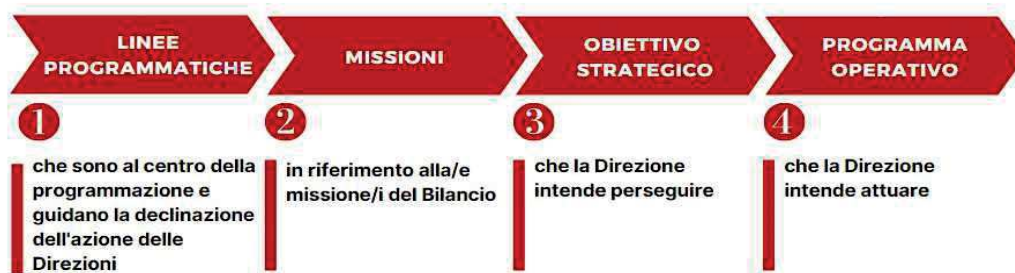 LINEE
PROGRAMMATICHE
MISSIONI
OBIETTIVO
STRATEGICO
PROGRAMMA
OPERATIVO
1
che sono al centro della
programmazione e
guidano la declinazione
dell'azione delle
Direzioni
2
in riferimento alla/e
missione/i del Bilancio
3
che la Direzione
intende perseguire
4
che la Direzione
intende attuare